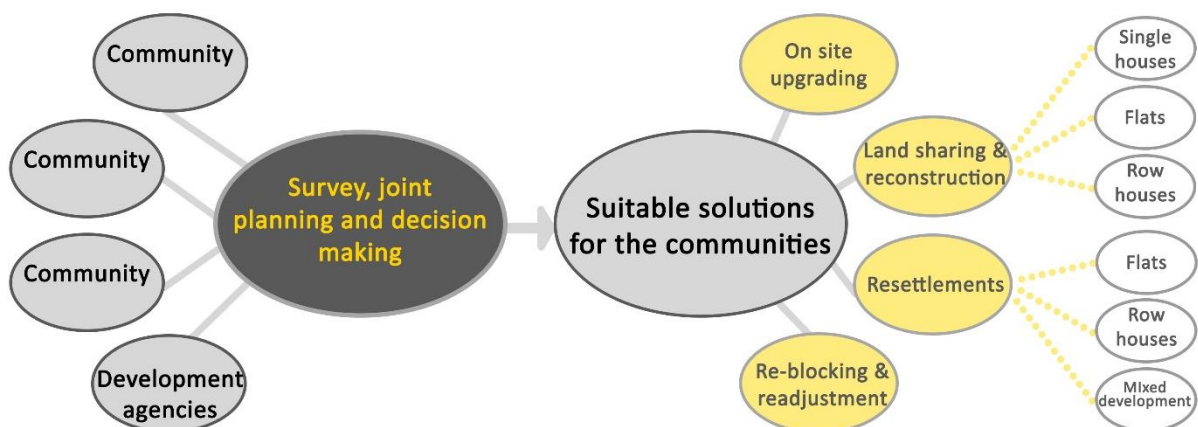 Community
Community
Community
Development
agencies
Survey, joint
planning and decision
making
Suitable solutions
for the communities
On site
upgrading
Land sharing &
reconstruction
Resettlements
Re-blocking &
readjustment
Single
houses
Flats
Row
houses
Flats
Row
houses
MIxed
development